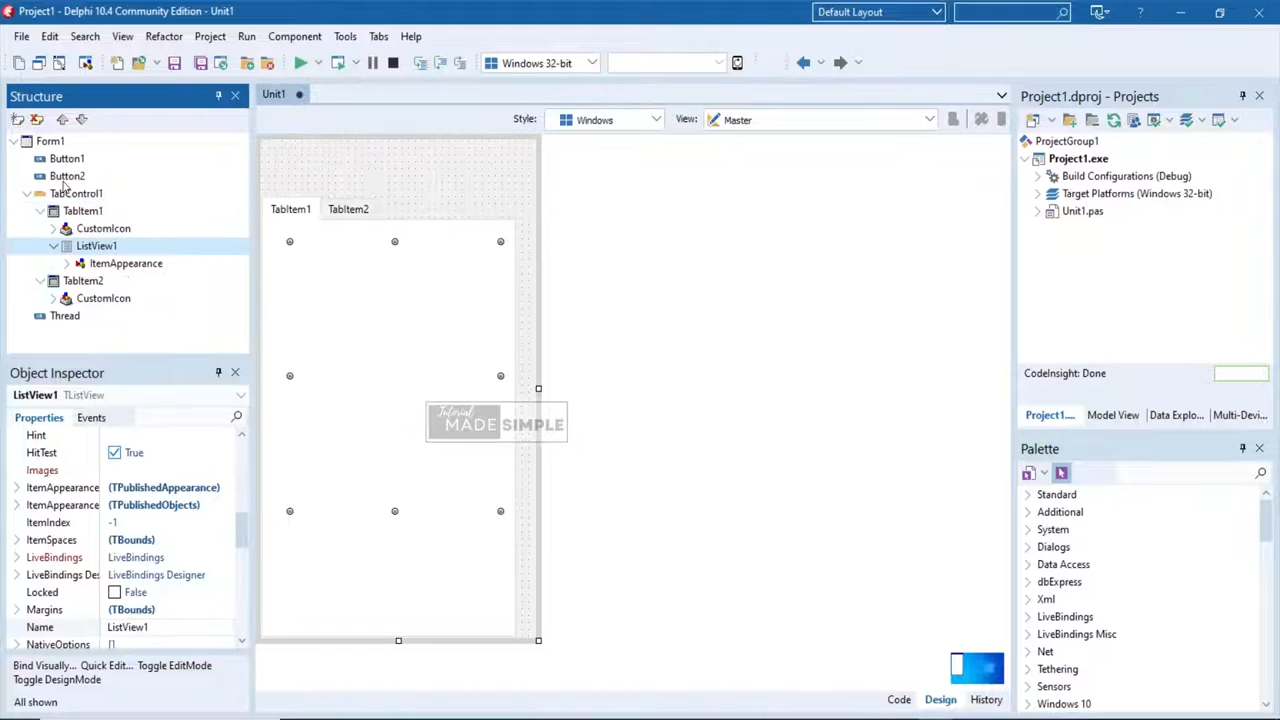 Project1 - Delphi 10.4 Community Edition - Unit1
Default Layout
File Edit Search View Refactor Project Run Component Tools Tabs Help
Windows 32-bit
Structure
Form1
Button1
Button2
TabControl1
TabItem1
CustomIcon
ListView1
ItemAppearance
TabItem2
CustomIcon
Thread
Object Inspector
ListView1 TListView
Properties Events
Hint
HitTest True
Images
ItemAppearance (TPublishedAppearance)
ItemAppearance (TPublishedObjects)
ItemIndex -1
ItemSpaces (TBounds)
LiveBindings LiveBindings
LiveBindings Des LiveBindings Designer
Locked False
Margins (TBounds)
Name ListView1
NativeOptions []
Bind Visually... Quick Edit... Toggle EditMode
Toggle DesignMode
All shown
Unit1
Style: Windows View: Master
TabItem1 TabItem2
Tutorial
MADE SIMPLE
Code Design History
Project1.dproj - Projects
ProjectGroup1
Project1.exe
Build Configurations (Debug)
Target Platforms (Windows 32-bit)
Unit1.pas
CodeInsight: Done
Project1.... Model View Data Explo... Multi-Devi...
Palette
Standard
Additional
System
Dialogs
Data Access
dbExpress
Xml
LiveBindings
LiveBindings Misc
Net
Tethering
Sensors
Windows 10